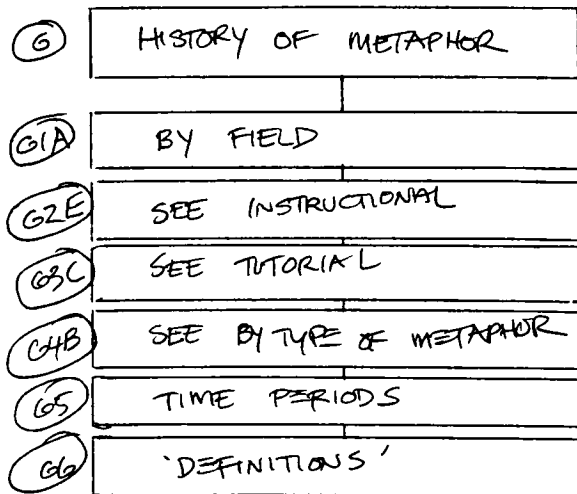 G HISTORY OF METAPHOR
G1A BY FIELD
G2E SEE INSTRUCTIONAL
G3C SEE TUTORIAL
G4B SEE BY TYPE OF METAPHOR
G5 TIME PERIODS
G6 'DEFINITIONS'